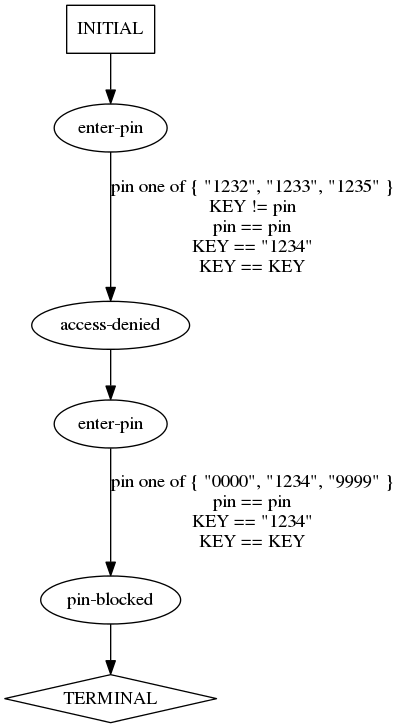 INITIAL
enter-pin
pin one of { "1232", "1233", "1235" }
KEY != pin
pin == pin
KEY == "1234"
KEY == KEY
access-denied
enter-pin
pin one of { "0000", "1234", "9999" }
pin == pin
KEY == "1234"
KEY == KEY
pin-blocked
TERMINAL